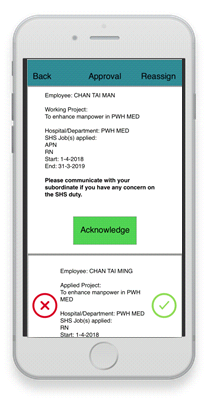 Back Approval Reassign
Employee: CHAN TAI MAN
Working Project:
To enhance manpower in PWH MED
Hospital/Department: PWH MED
SHS Job(s) applied:
APN
RN
Start: 1-4-2018
End: 31-3-2019
Please communicate with your
subordinate if you have any concern on
the SHS duty.
Acknowledge
Employee: CHAN TAI MING
Applied Project:
To enhance manpower in PWH
MED
Hospital/Department: PWH MED
SHS Job(s) applied:
RN
Start: 1-4-2018